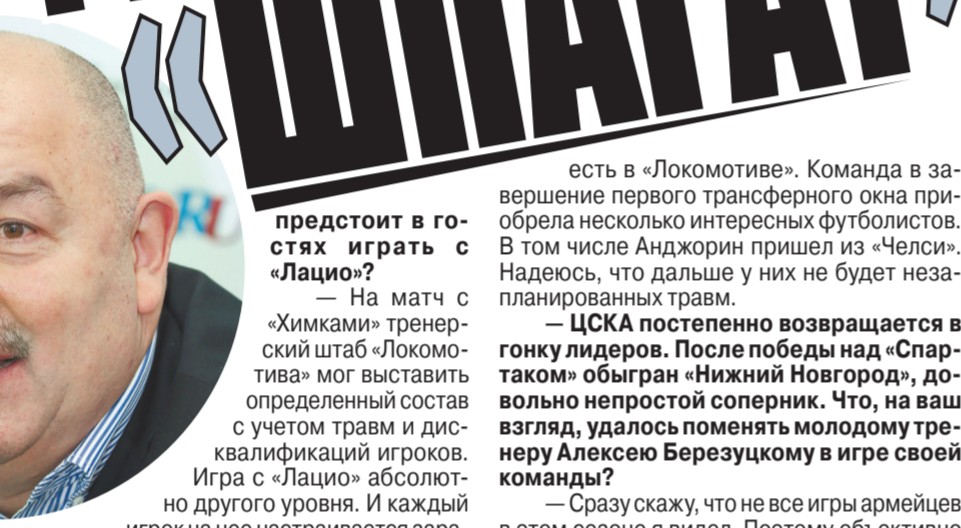 «ШПАГАТ
RU
предстоит в го-
стях играть с
«Лацио»?
— На матч с
«Химками» тренер-
ский штаб «Локомо-
тива» мог выставить
определенный состав
с учетом травм и дис-
квалификаций игроков.
Игра с «Лацио» абсолют-
но другого уровня. И каждый
есть в «Локомотиве». Команда в за-
вершение первого трансферного окна при-
обрела несколько интересных футболистов.
В том числе Анджорин пришел из «Челси».
Надеюсь, что дальше у них не будет неза-
планированных травм.
— ЦСКА постепенно возвращается в
гонку лидеров. После победы над «Спар-
таком» обыгран «Нижний Новгород», до-
вольно непростой соперник. Что, на ваш
взгляд, удалось поменять молодому тре-
неру Алексею Березуцкому в игре своей
команды?
— Сразу скажу, что не все игры армейцев